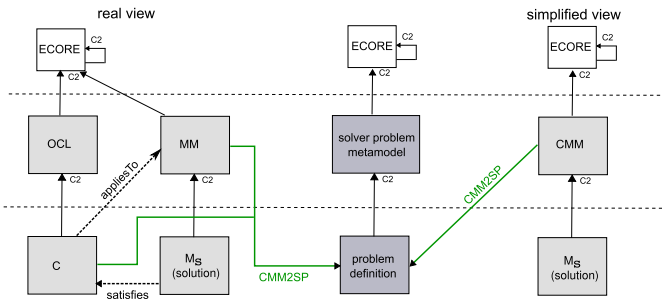 real view
simplified view
ECORE
C2
C2
ECORE
C2
C2
ECORE
C2
C2
OCL
C2
MM
C2
appliesTo
solver problem
metamodel
C2
CMM
C2
CMM2SP
C
Ms
(solution)
satisfies
CMM2SP
problem
definition
Ms
(solution)